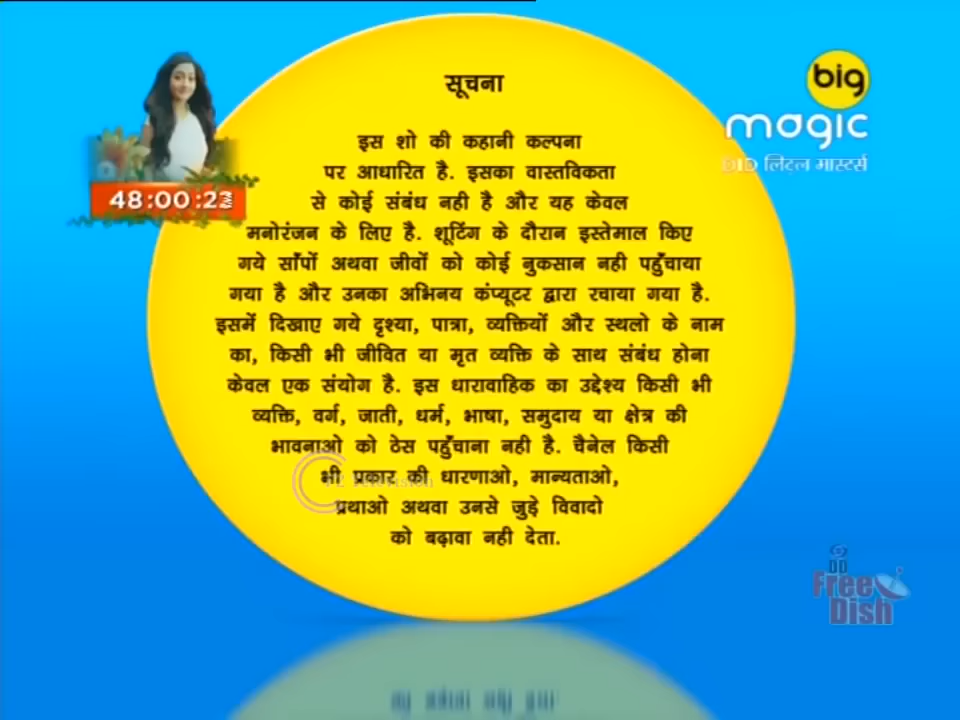 सूचना
इस शो की कहानी कल्पना
पर आधारित है. इसका वास्तविकता
से कोई संबंध नही है और यह केवल
मनोरंजन के लिए है. शूटिंग के दौरान इस्तेमाल किए
गये साँपों अथवा जीवों को कोई नुकसान नही पहुँचाया
गया है और उनका अभिनय कंप्यूटर द्वारा रचाया गया है.
इसमें दिखाए गये दृश्या, पात्रा, व्यक्तियों और स्थलो के नाम
का, किसी भी जीवित या मृत व्यक्ति के साथ संबंध होना
केवल एक संयोग है. इस धारावाहिक का उद्देश्य किसी भी
व्यक्ति, वर्ग, जाती, धर्म, भाषा, समुदाय या क्षेत्र की
भावनाओ को ठेस पहुँचाना नही है. चैनेल किसी
भी प्रकार की धारणाओ, मान्यताओ,
प्रथाओ अथवा उनसे जुड़े विवादो
को बढ़ावा नही देता.
48:00:23
big
magic
DID लिट्ल मास्टर्स
Television
DD
Free
Dish